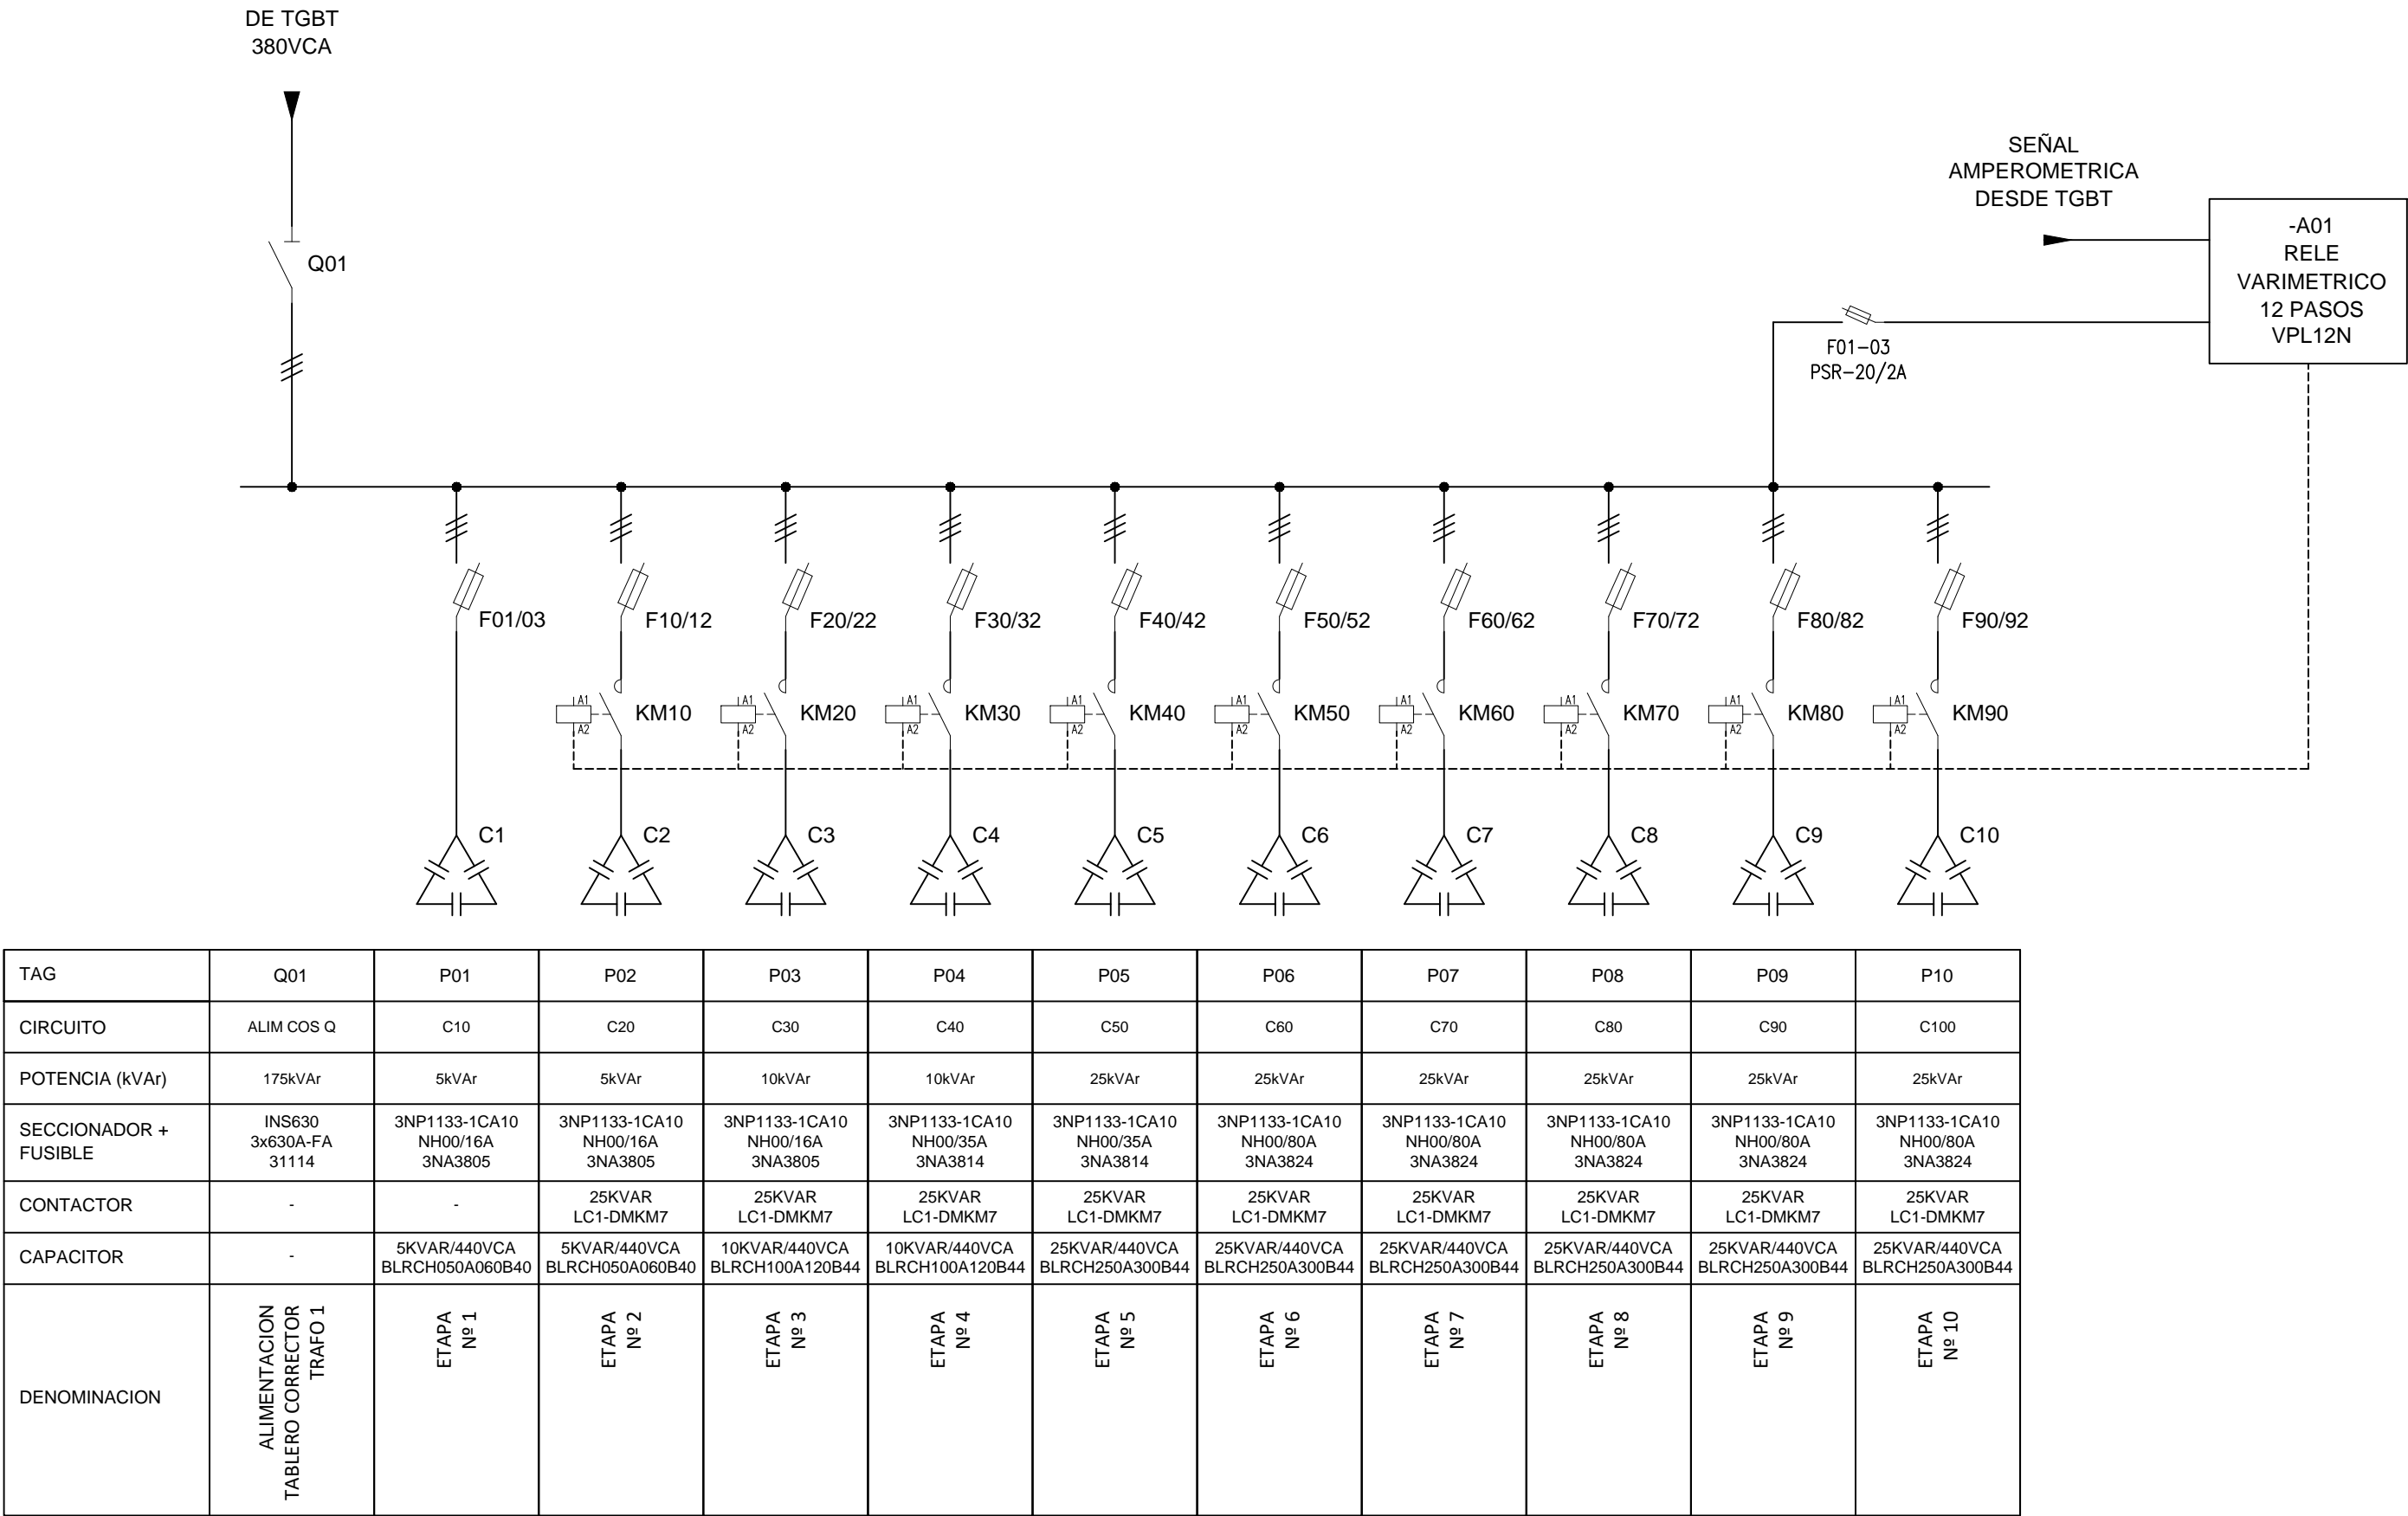 DE TGBT
380VCA
Q01
SEÑAL
AMPEROMETRICA
DESDE TGBT
-A01
RELE
VARIMETRICO
12 PASOS
VPL12N
F01-03
PSR-20/2A
F01/03
F10/12
F20/22
F30/32
F40/42
F50/52
F60/62
F70/72
F80/82
F90/92
A1
A2
KM10
A1
A2
KM20
A1
A2
KM30
A1
A2
KM40
A1
A2
KM50
A1
A2
KM60
A1
A2
KM70
A1
A2
KM80
A1
A2
KM90
C1
C2
C3
C4
C5
C6
C7
C8
C9
C10
TAG
Q01
P01
P02
P03
P04
P05
P06
P07
P08
P09
P10
CIRCUITO
ALIM COS Q
C10
C20
C30
C40
C50
C60
C70
C80
C90
C100
POTENCIA (kVAr)
175kVAr
5kVAr
5kVAr
10kVAr
10kVAr
25kVAr
25kVAr
25kVAr
25kVAr
25kVAr
25kVAr
SECCIONADOR +
FUSIBLE
INS630
3x630A-FA
31114
3NP1133-1CA10
NH00/16A
3NA3805
3NP1133-1CA10
NH00/16A
3NA3805
3NP1133-1CA10
NH00/16A
3NA3805
3NP1133-1CA10
NH00/35A
3NA3814
3NP1133-1CA10
NH00/35A
3NA3814
3NP1133-1CA10
NH00/80A
3NA3824
3NP1133-1CA10
NH00/80A
3NA3824
3NP1133-1CA10
NH00/80A
3NA3824
3NP1133-1CA10
NH00/80A
3NA3824
3NP1133-1CA10
NH00/80A
3NA3824
CONTACTOR
-
-
25KVAR
LC1-DMKM7
25KVAR
LC1-DMKM7
25KVAR
LC1-DMKM7
25KVAR
LC1-DMKM7
25KVAR
LC1-DMKM7
25KVAR
LC1-DMKM7
25KVAR
LC1-DMKM7
25KVAR
LC1-DMKM7
25KVAR
LC1-DMKM7
CAPACITOR
-
5KVAR/440VCA
BLRCH050A060B40
5KVAR/440VCA
BLRCH050A060B40
10KVAR/440VCA
BLRCH100A120B44
10KVAR/440VCA
BLRCH100A120B44
25KVAR/440VCA
BLRCH250A300B44
25KVAR/440VCA
BLRCH250A300B44
25KVAR/440VCA
BLRCH250A300B44
25KVAR/440VCA
BLRCH250A300B44
25KVAR/440VCA
BLRCH250A300B44
25KVAR/440VCA
BLRCH250A300B44
DENOMINACION
ALIMENTACION
TABLERO CORRECTOR
TRAFO 1
ETAPA
Nº 1
ETAPA
Nº 2
ETAPA
Nº 3
ETAPA
Nº 4
ETAPA
Nº 5
ETAPA
Nº 6
ETAPA
Nº 7
ETAPA
Nº 8
ETAPA
Nº 9
ETAPA
Nº 10